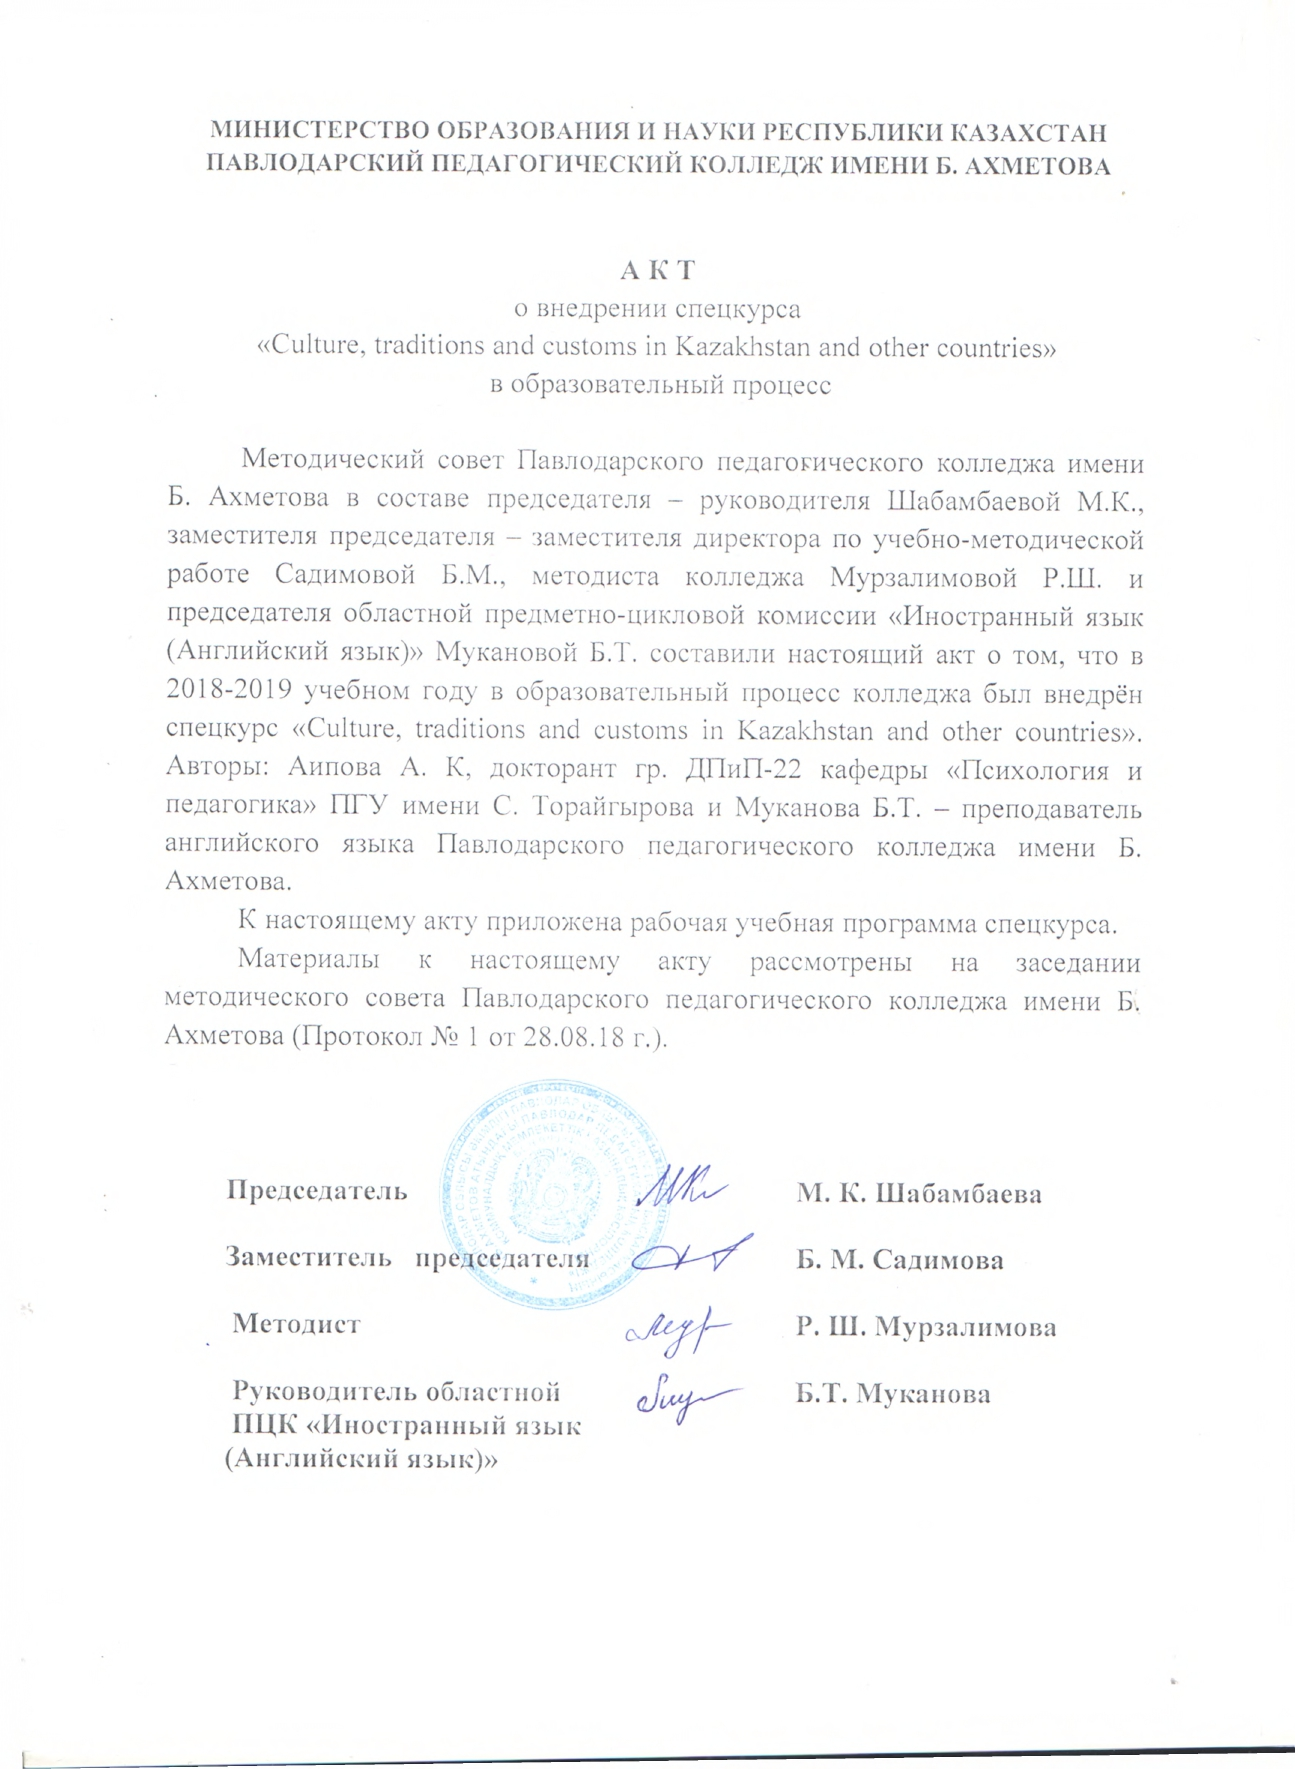 МИНИСТЕРСТВО ОБРАЗОВАНИЯ И НАУКИ РЕСПУБЛИКИ КАЗАХСТАН
ПАВЛОДАРСКИЙ ПЕДАГОГИЧЕСКИЙ КОЛЛЕДЖ ИМЕНИ Б. АХМЕТОВА
А К Т
о внедрении спецкурса
«Culture, traditions and customs in Kazakhstan and other countries»
в образовательный процесс
Методический совет Павлодарского педагогического колледжа имени
Б. Ахметова в составе председателя – руководителя Шабамбаевой М.К.,
заместителя председателя – заместителя директора по учебно-методической
работе Садимовой Б.М., методиста колледжа Мурзалимовой Р.Ш. и
председателя областной предметно-цикловой комиссии «Иностранный язык
(Английский язык)» Мукановой Б.Т. составили настоящий акт о том, что в
2018-2019 учебном году в образовательный процесс колледжа был внедрён
спецкурс «Culture, traditions and customs in Kazakhstan and other countries».
Авторы: Аипова А. К, докторант гр. ДПиП-22 кафедры «Психология и
педагогика» ПГУ имени С. Торайгырова и Муканова Б.Т. – преподаватель
английского языка Павлодарского педагогического колледжа имени Б.
Ахметова.
К настоящему акту приложена рабочая учебная программа спецкурса.
Материалы к настоящему акту рассмотрены на заседании
методического совета Павлодарского педагогического колледжа имени Б.
Ахметова (Протокол № 1 от 28.08.18 г.).
Председатель М. К. Шабамбаева
Заместитель председателя Б. М. Садимова
Методист Р. Ш. Мурзалимова
Руководитель областной Б.Т. Муканова
ПЦК «Иностранный язык
(Английский язык)»